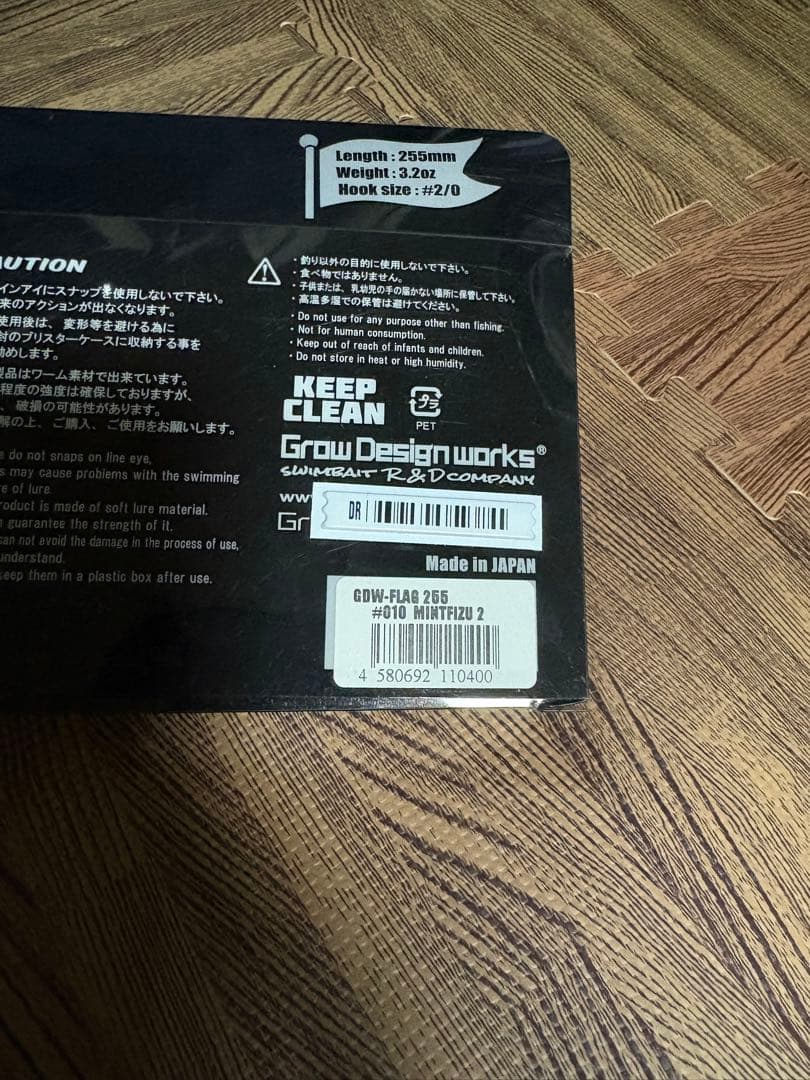 Length : 255mm
Weight : 3.2oz
Hook size : #2/0
AUTION
インアイにスナップを使用しないで下さい。
来のアクションが出なくなります。
使用後は、変形等を避ける為に
封のブリスターケースに収納する事を
勧めします。
製品はワーム素材で出来ています。
程度の強度は確保しておりますが、
、破損の可能性があります。
解の上、ご購入、ご使用をお願いします。
e do not snaps on line eye,
s may cause problems with the swimming
re of lure.
roduct is made of soft lure material.
guarantee the strength of it.
can not avoid the damage in the process of use,
understand.
keep them in a plastic box after use.
・釣り以外の目的に使用しないで下さい。
・食べ物ではありません。
・子供または、乳幼児の手の届かない場所に保管して下さい。
・高温多湿での保管は避けてください。
・Do not use for any purpose other than fishing.
・Not for human consumption.
・Keep out of reach of infants and children.
・Do not store in heat or high humidity.
KEEP
CLEAN
プラ
PET
Grow Design works®
SWIMBAIT R&D COMPANY
ww
Gr
DR
Made in JAPAN
GDW-FLAG 255
#010 MINTFIZU 2
4 580692 110400